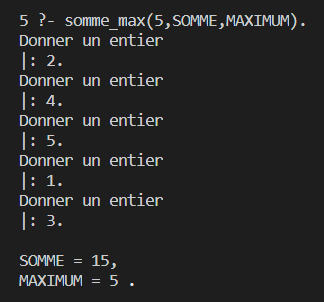 5 ?- somme_max(5,SOMME,MAXIMUM).
Donner un entier
|: 2.
Donner un entier
|: 4.
Donner un entier
|: 5.
Donner un entier
|: 1.
Donner un entier
|: 3.
SOMME = 15,
MAXIMUM = 5 .